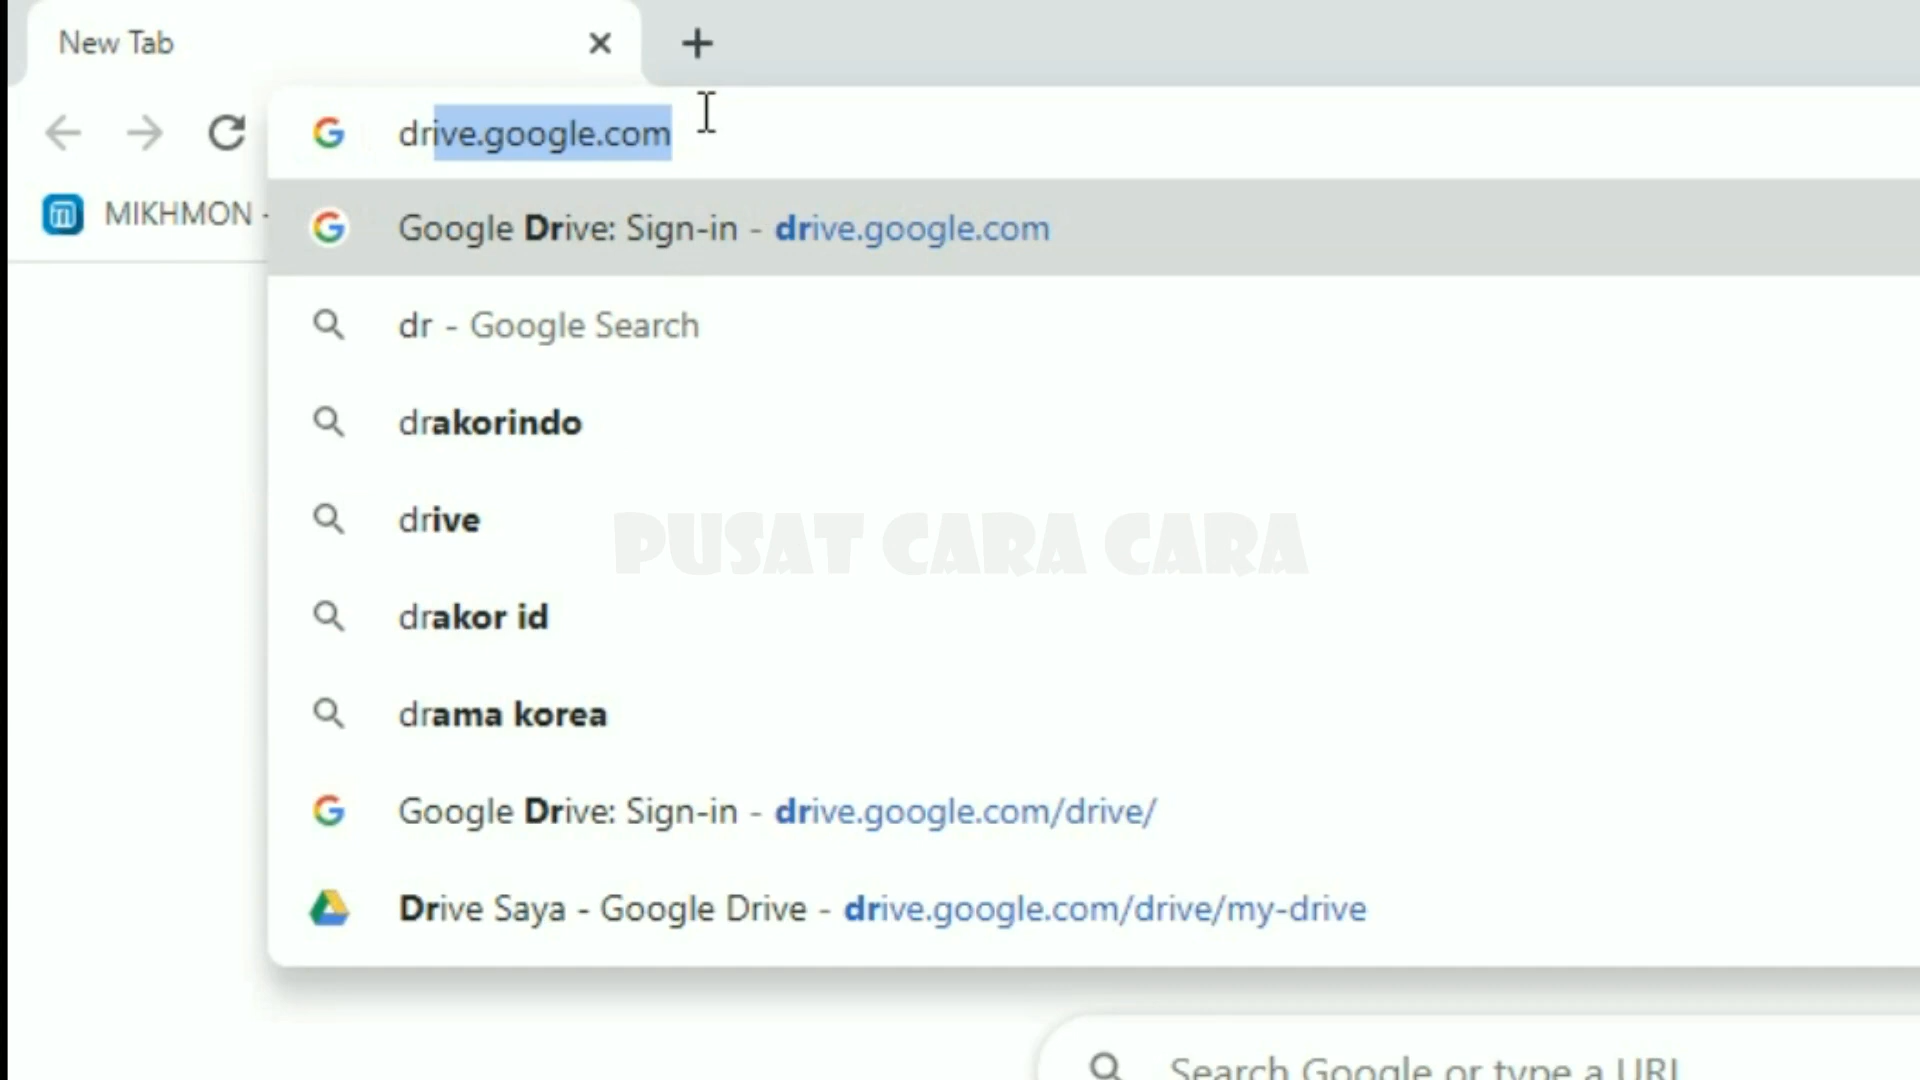 New Tab
drive.google.com
MIKHMON -
Google Drive: Sign-in - drive.google.com
dr - Google Search
drakorindo
drive
PUSAT CARA CARA
drakor id
drama korea
Google Drive: Sign-in - drive.google.com/drive/
Drive Saya - Google Drive - drive.google.com/drive/my-drive
Search Google or type a URL